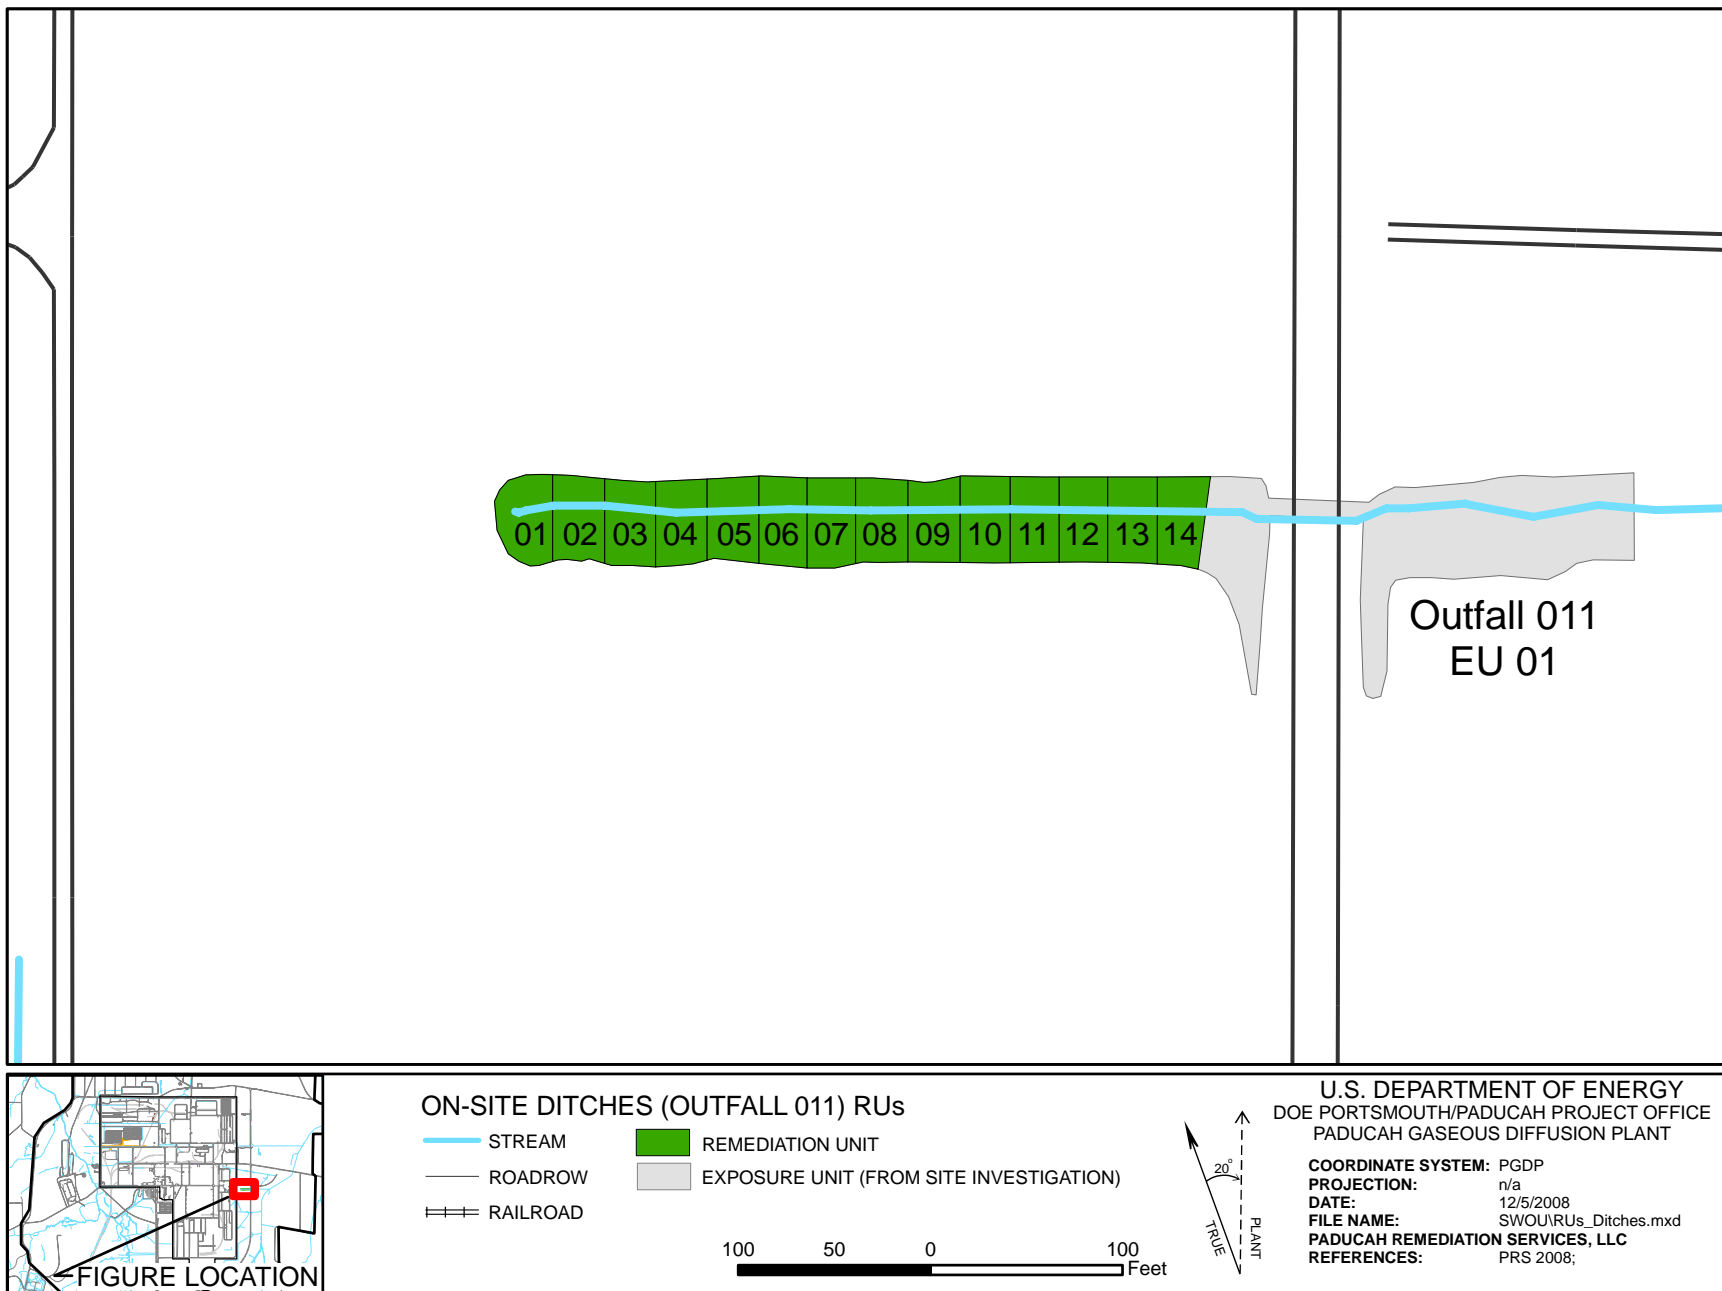 01 02 03 04 05 06 07 08 09 10 11 12 13 14
Outfall 011
EU 01
FIGURE LOCATION
ON-SITE DITCHES (OUTFALL 011) RUs
STREAM
ROADROW
RAILROAD
REMEDIATION UNIT
EXPOSURE UNIT (FROM SITE INVESTIGATION)
100 50 0 100
Feet
20°
TRUE
PLANT
U.S. DEPARTMENT OF ENERGY
DOE PORTSMOUTH/PADUCAH PROJECT OFFICE
PADUCAH GASEOUS DIFFUSION PLANT
COORDINATE SYSTEM: PGDP
PROJECTION: n/a
DATE: 12/5/2008
FILE NAME: SWOU\RUs_Ditches.mxd
PADUCAH REMEDIATION SERVICES, LLC
REFERENCES: PRS 2008;